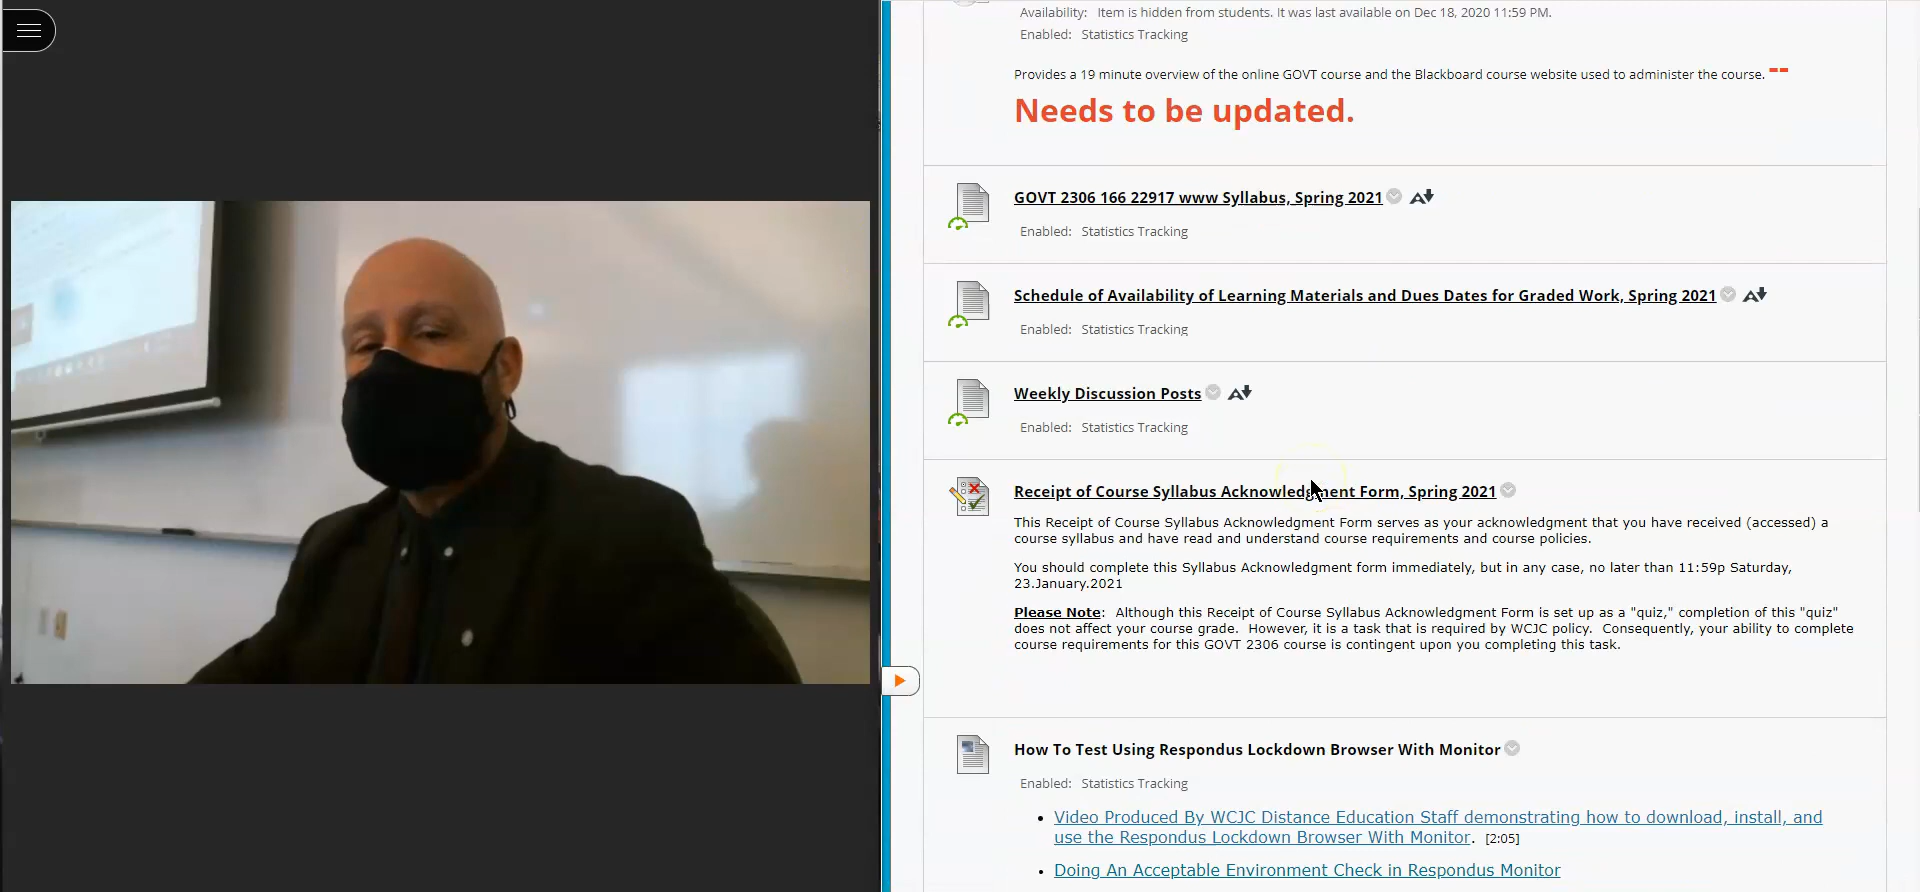 Availability: Item is hidden from students. It was last available on Dec 18, 2020 11:59 PM.
Enabled: Statistics Tracking
Provides a 19 minute overview of the online GOVT course and the Blackboard course website used to administer the course. --
Needs to be updated.
GOVT 2306 166 22917 www Syllabus, Spring 2021
Enabled: Statistics Tracking
Schedule of Availability of Learning Materials and Dues Dates for Graded Work, Spring 2021
Enabled: Statistics Tracking
Weekly Discussion Posts
Enabled: Statistics Tracking
Receipt of Course Syllabus Acknowledgment Form, Spring 2021
This Receipt of Course Syllabus Acknowledgment Form serves as your acknowledgment that you have received (accessed) a
course syllabus and have read and understand course requirements and course policies.
You should complete this Syllabus Acknowledgment form immediately, but in any case, no later than 11:59p Saturday,
23.January.2021
Please Note: Although this Receipt of Course Syllabus Acknowledgment Form is set up as a "quiz," completion of this "quiz"
does not affect your course grade. However, it is a task that is required by WCJC policy. Consequently, your ability to complete
course requirements for this GOVT 2306 course is contingent upon you completing this task.
How To Test Using Respondus Lockdown Browser With Monitor
Enabled: Statistics Tracking
• Video Produced By WCJC Distance Education Staff demonstrating how to download, install, and
use the Respondus Lockdown Browser With Monitor. [2:05]
• Doing An Acceptable Environment Check in Respondus Monitor